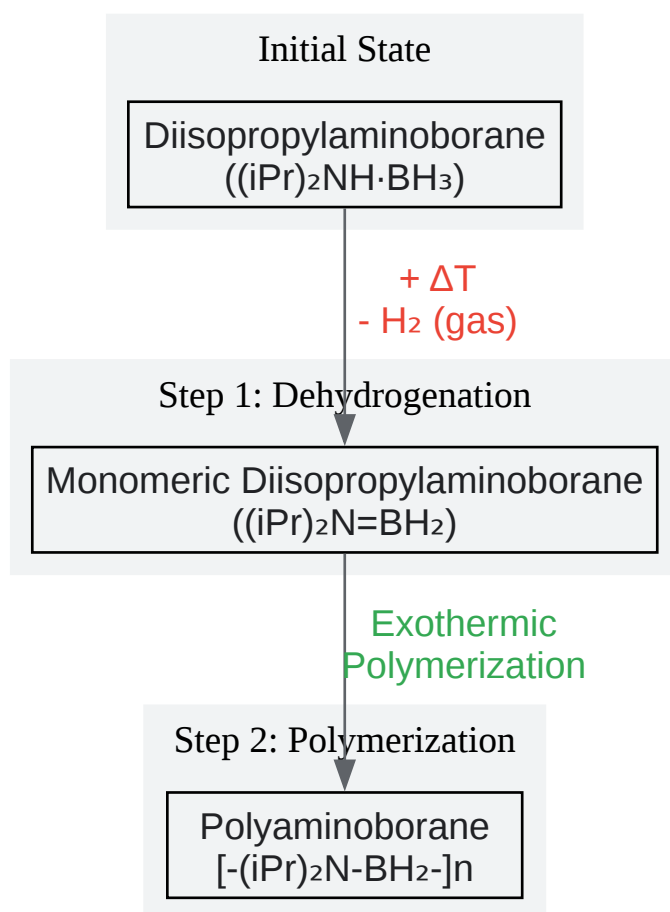 Initial State
Diisopropylaminoborane
((iPr)₂NH·BH₃)
+ ΔT
- H₂ (gas)
Step 1: Dehydrogenation
Monomeric Diisopropylaminoborane
((iPr)₂N=BH₂)
Exothermic
Polymerization
Step 2: Polymerization
Polyaminoborane
[-(iPr)₂N-BH₂-]n